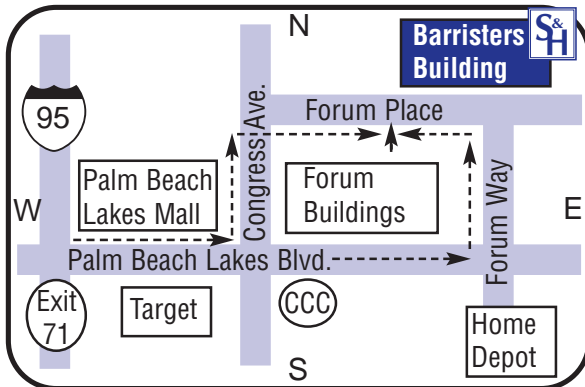 N
Barristers
Building
S&H
95
Forum Place
Congress Ave.
Palm Beach
Lakes Mall
Forum
Buildings
Forum Way
W
E
Palm Beach Lakes Blvd.
Exit
71
Target
CCC
Home
Depot
S